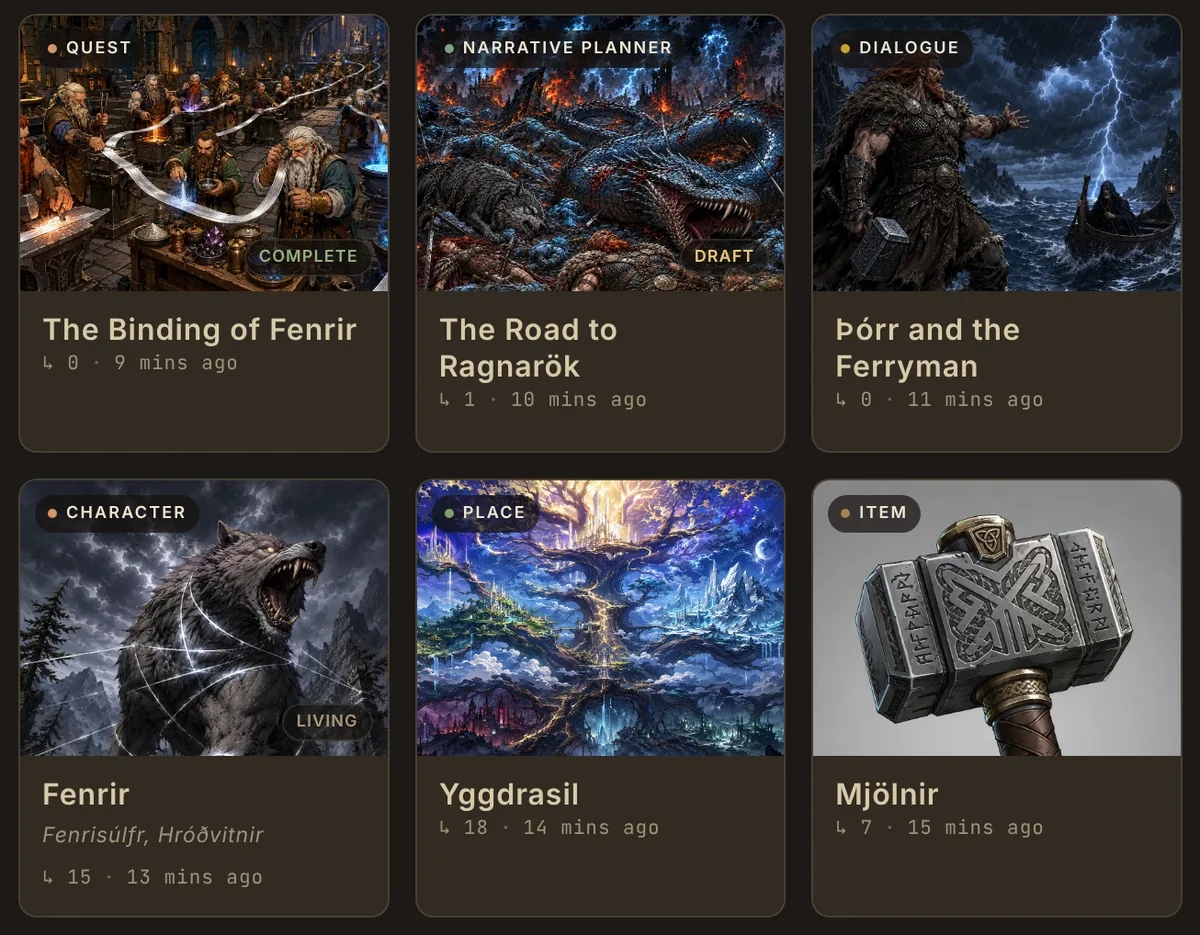 QUEST
COMPLETE
The Binding of Fenrir
↳ 0 · 9 mins ago
NARRATIVE PLANNER
DRAFT
The Road to
Ragnarök
↳ 1 · 10 mins ago
DIALOGUE
Þórr and the
Ferryman
↳ 0 · 11 mins ago
CHARACTER
LIVING
Fenrir
Fenrisúlfr, Hróðvitnir
↳ 15 · 13 mins ago
PLACE
Yggdrasil
↳ 18 · 14 mins ago
ITEM
Mjölnir
↳ 7 · 15 mins ago